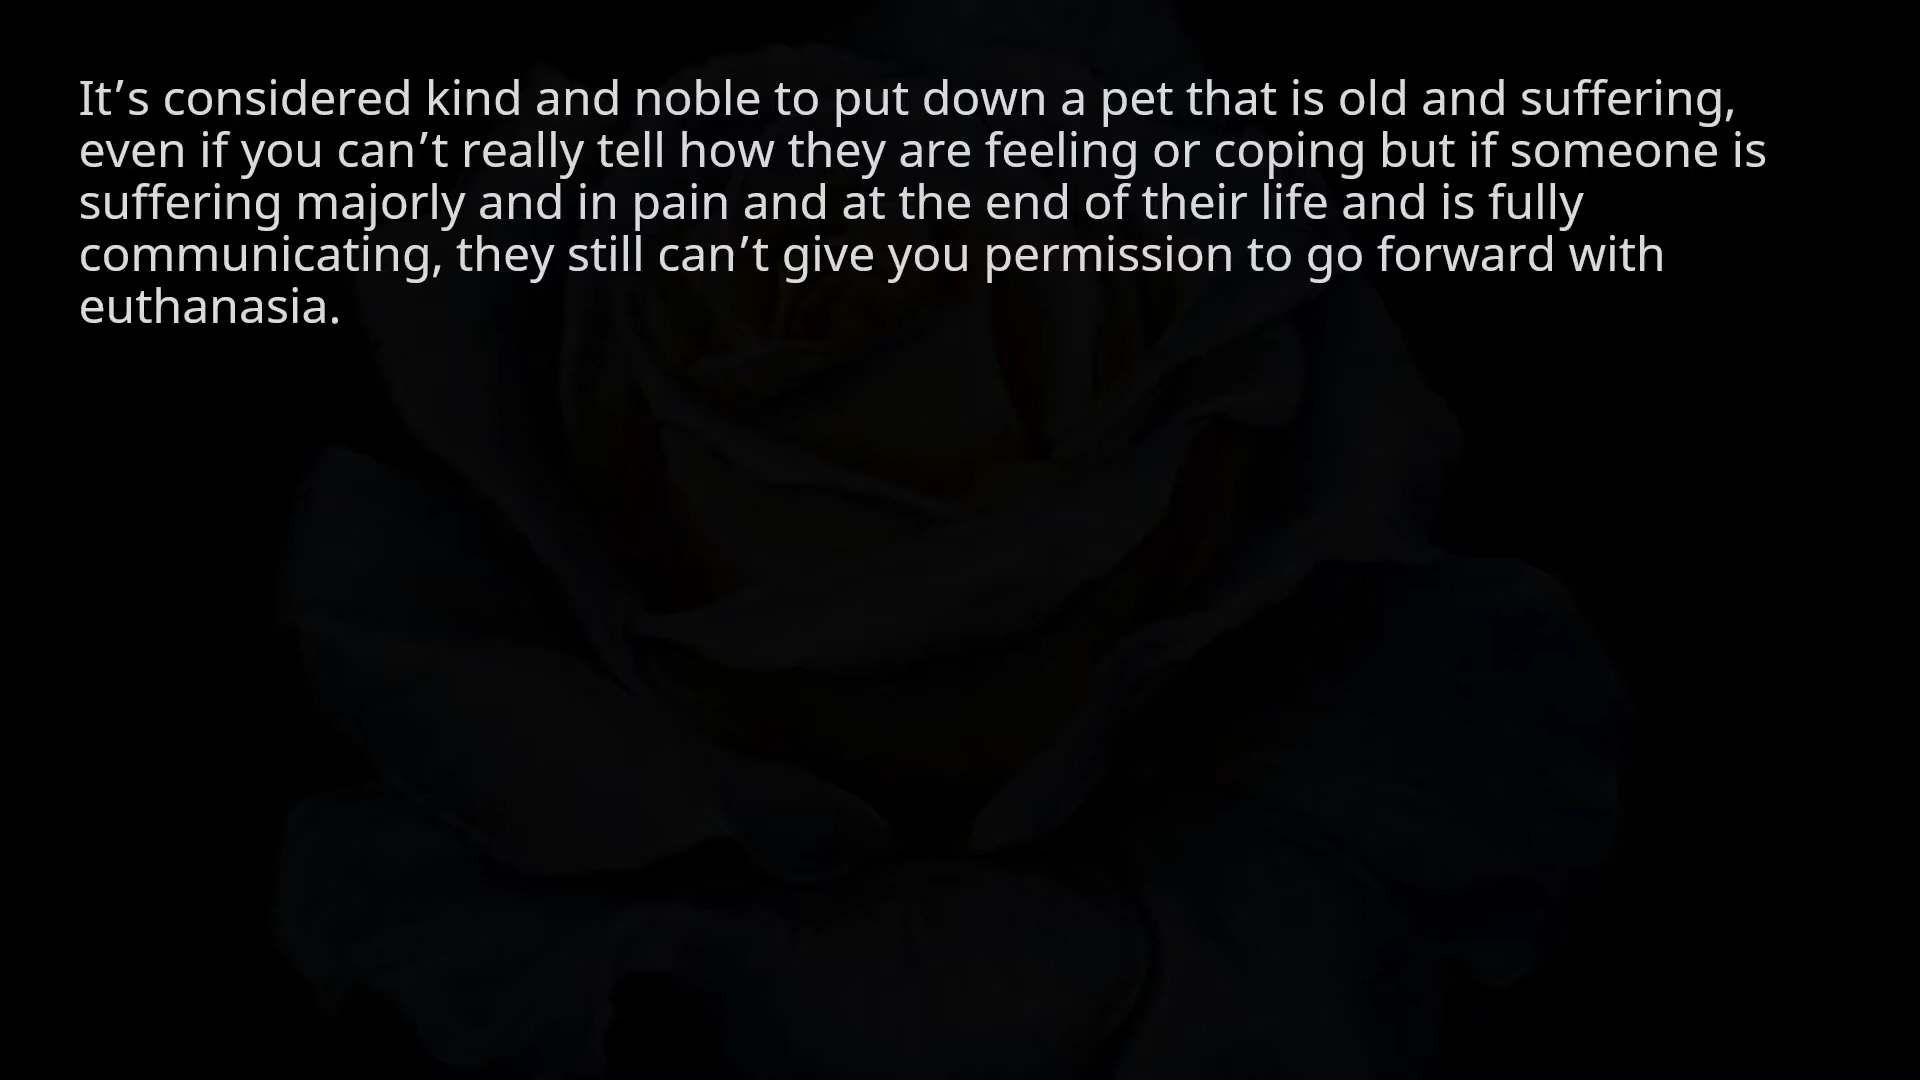 It’s considered kind and noble to put down a pet that is old and suffering,
even if you can’t really tell how they are feeling or coping but if someone is
suffering majorly and in pain and at the end of their life and is fully
communicating, they still can’t give you permission to go forward with
euthanasia.